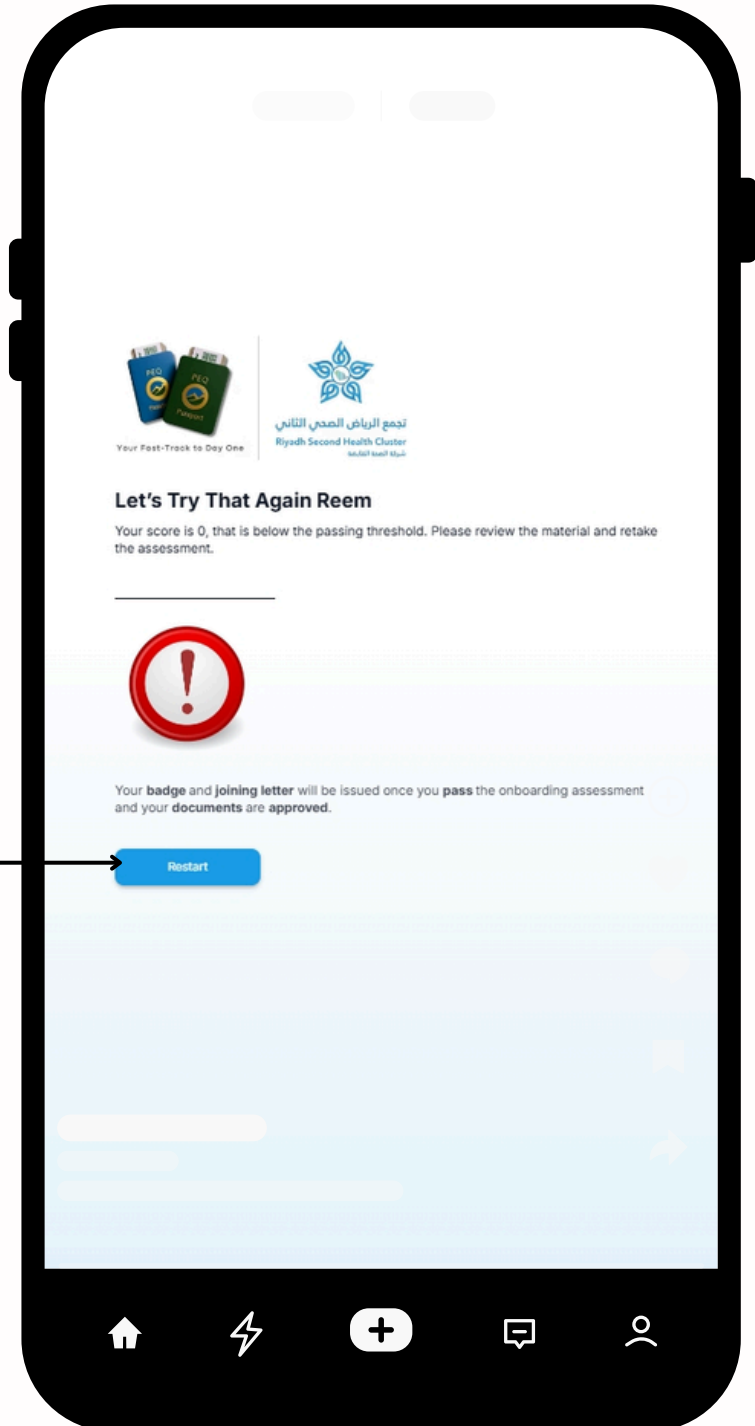 PEQ
PEQ
Passport
Your Fast-Track to Day One
تجمع الرياض الصحي الثاني
Riyadh Second Health Cluster
شركة الصحة القابضة
Let's Try That Again Reem
Your score is 0, that is below the passing threshold. Please review the material and retake
the assessment.
Your badge and joining letter will be issued once you pass the onboarding assessment
and your documents are approved.
Restart